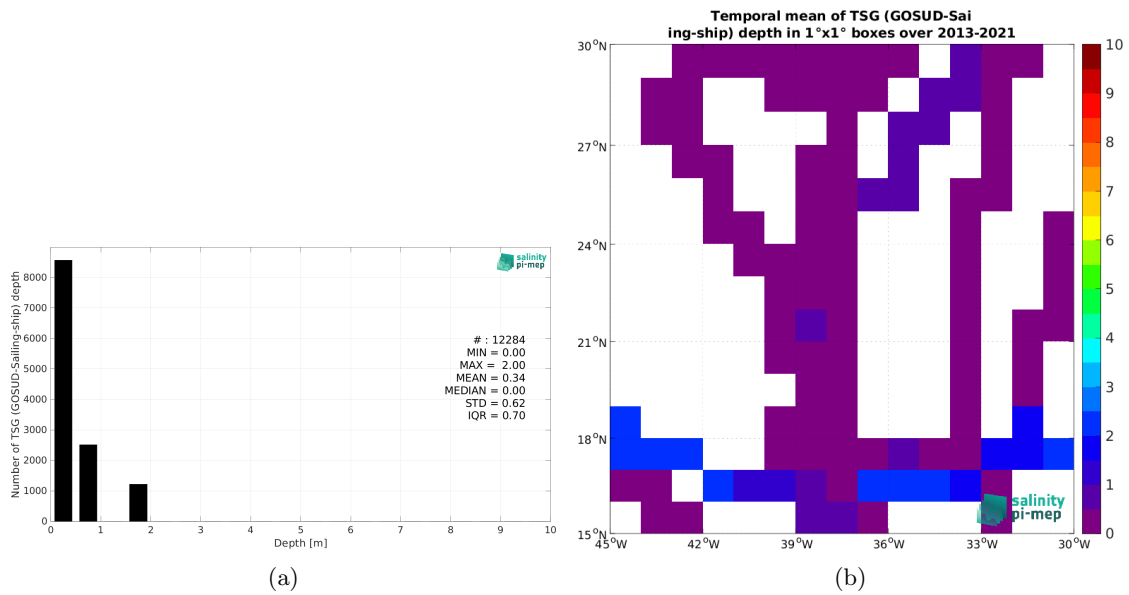 Number of TSG (GOSUD-Sailing-ship) depth
8000
7000
6000
5000
4000
3000
2000
1000
0
salinity
pi-mep
# : 12284
MIN = 0.00
MAX = 2.00
MEAN = 0.34
MEDIAN = 0.00
STD = 0.62
IQR = 0.70
0 1 2 3 4 5 6 7 8 9 10
Depth [m]
(a)
Temporal mean of TSG (GOSUD-Sai
ing-ship) depth in 1°x1° boxes over 2013-2021
30°N
27°N
24°N
21°N
18°N
15°N
45°W 42°W 39°W 36°W 33°W 30°W
salinity
pi-mep
10
9
8
7
6
5
4
3
2
1
0
(b)